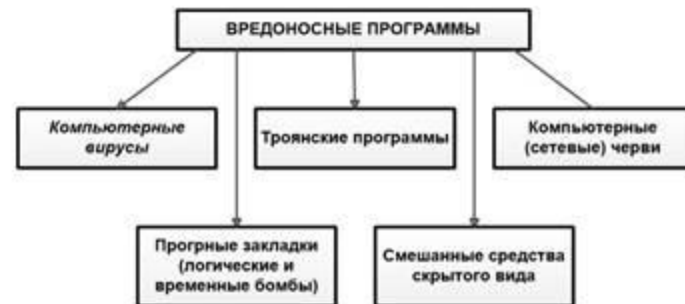 ВРЕДОНОСНЫЕ ПРОГРАММЫ
Компьютерные
вирусы
Троянские программы
Компьютерные
(сетевые) черви
Прогрные закладки
(логические и
временные бомбы)
Смешанные средства
скрытого вида